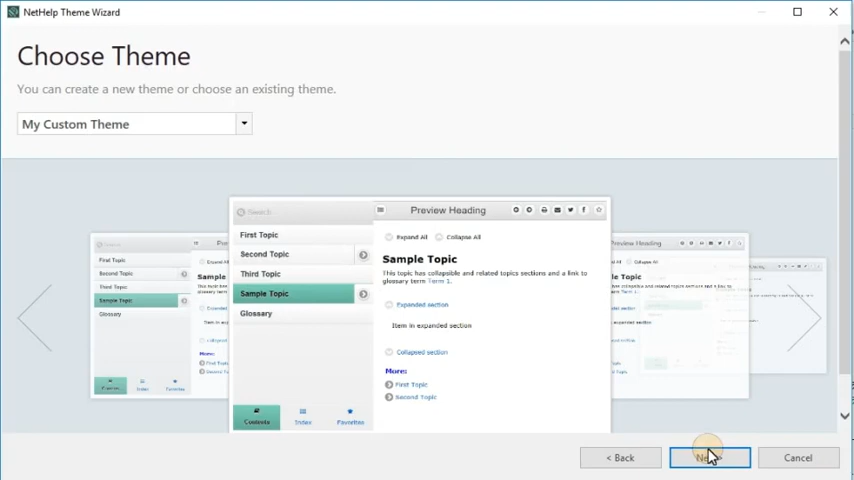 NetHelp Theme Wizard
Choose Theme
You can create a new theme or choose an existing theme.
My Custom Theme
Search
Preview Heading
First Topic
Second Topic
Third Topic
Sample Topic
Glossary
Expand All
Collapse All
Sample Topic
This topic has collapsible and related topics sections and a link to
glossary term Term 1.
Expanded section
Item in expanded section
Collapsed section
More:
First Topic
Second Topic
Contents
Index
Favorites
First Topic
Second Topic
Third Topic
Sample Topic
Glossary
More:
Index
Favorites
Preview Heading
< Back
Cancel